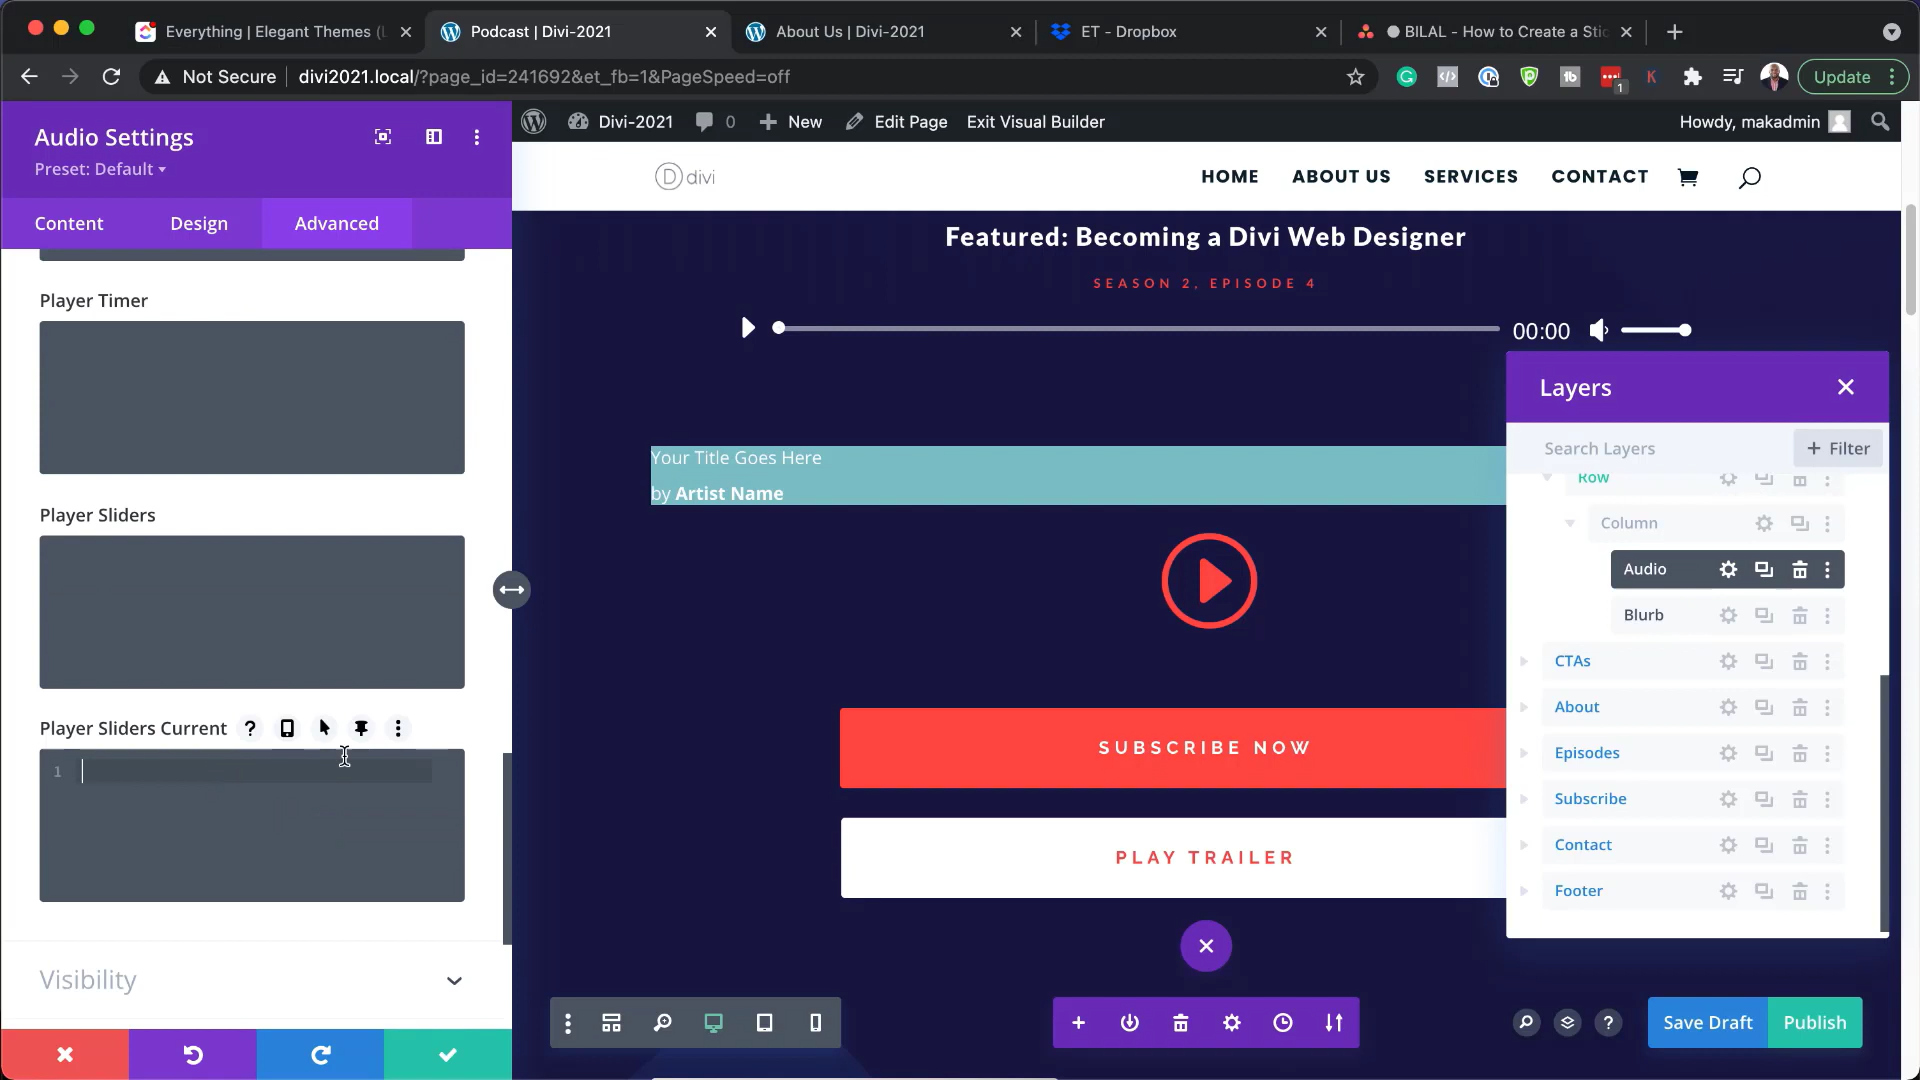 Everything | Elegant Themes (
Podcast | Divi-2021
About Us | Divi-2021
ET - Dropbox
BILAL - How to Create a Stic
Not Secure
divi2021.local/?page_id=241692&et_fb=1&PageSpeed=off
1
Update
Audio Settings
Preset: Default
Content
Design
Advanced
Player Timer
Player Sliders
Player Sliders Current
?
1
Visibility
Divi-2021
0
New
Edit Page
Exit Visual Builder
Howdy, makadmin
D divi
HOME
ABOUT US
SERVICES
CONTACT
Featured: Becoming a Divi Web Designer
SEASON 2, EPISODE 4
00:00
Your Title Goes Here
by Artist Name
SUBSCRIBE NOW
PLAY TRAILER
Layers
Search Layers
+ Filter
Row
Column
Audio
Blurb
CTAs
About
Episodes
Subscribe
Contact
Footer
?
Save Draft
Publish